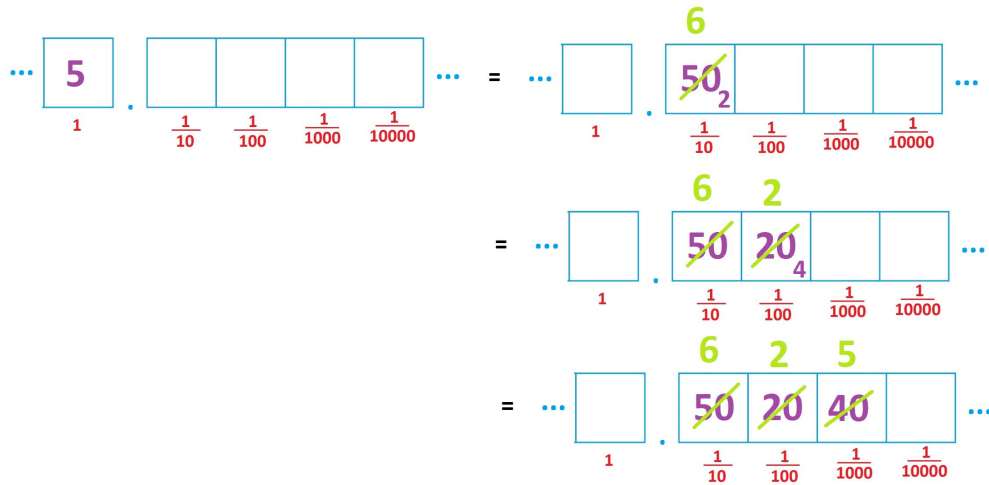 6
... 5 . ... = ... . 50 2 ...
1 1/10 1/100 1/1000 1/10000 1 1/10 1/100 1/1000 1/10000
6 2
= ... . 50 20 4 ...
1 1/10 1/100 1/1000 1/10000
6 2 5
= ... . 50 20 40 ...
1 1/10 1/100 1/1000 1/10000